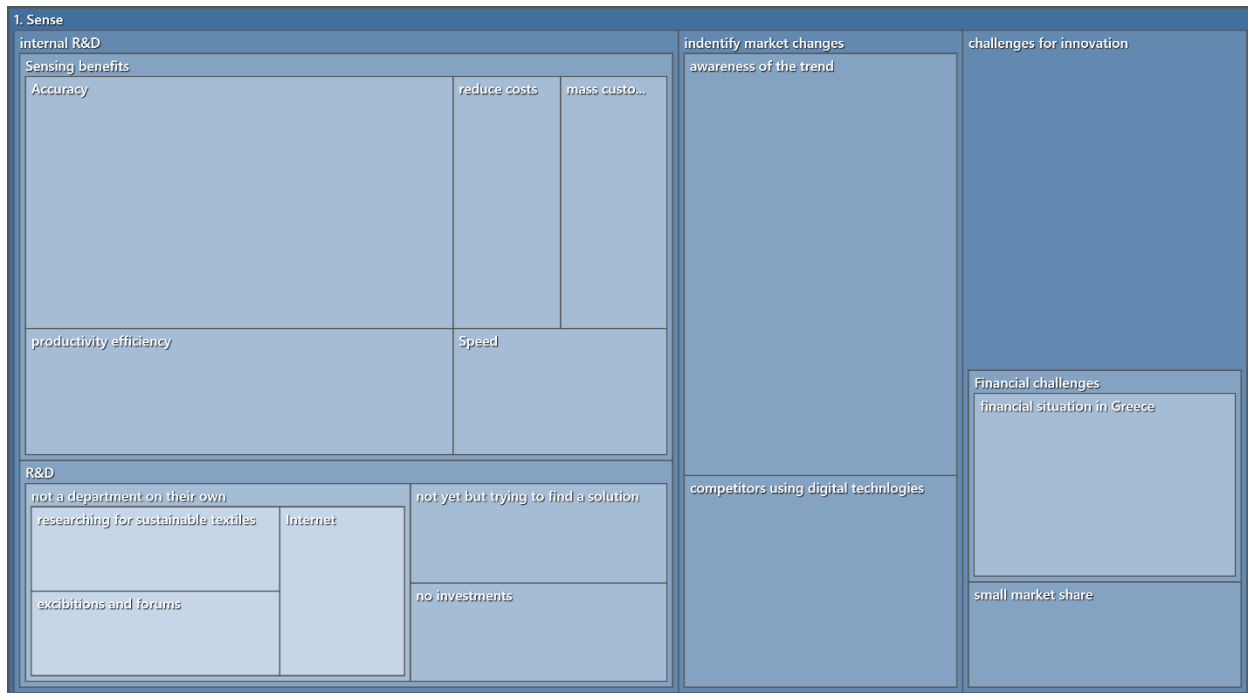 1. Sense
internal R&D
Sensing benefits
Accuracy
reduce costs
mass custo...
productivity efficiency
Speed
R&D
not a department on their own
researching for sustainable textiles
Internet
excibitions and forums
not yet but trying to find a solution
no investments
indentify market changes
awareness of the trend
competitors using digital technlogies
challenges for innovation
Financial challenges
financial situation in Greece
small market share